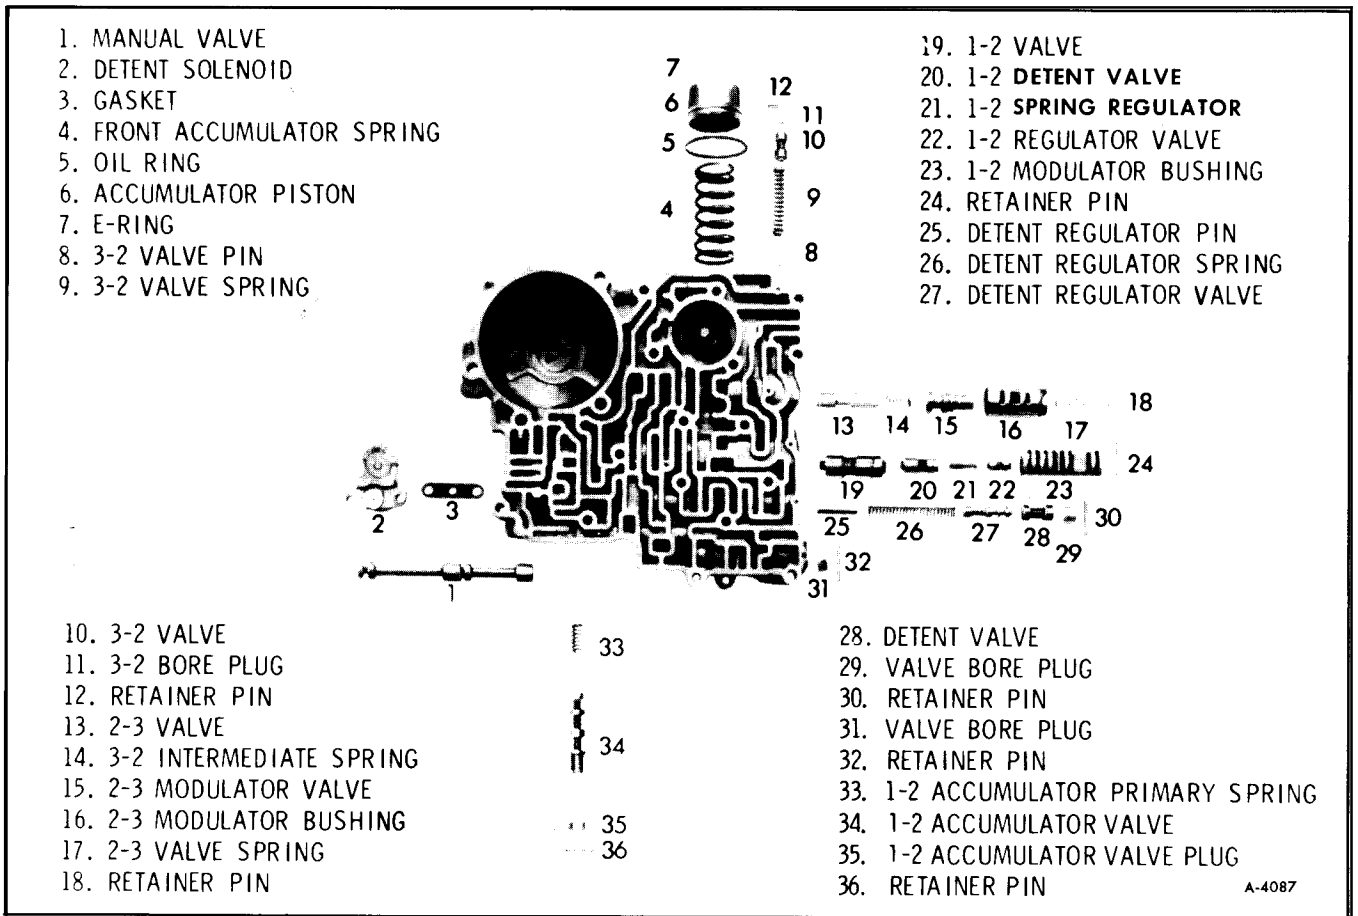 1. MANUAL VALVE
2. DETENT SOLENOID
3. GASKET
4. FRONT ACCUMULATOR SPRING
5. OIL RING
6. ACCUMULATOR PISTON
7. E-RING
8. 3-2 VALVE PIN
9. 3-2 VALVE SPRING
19. 1-2 VALVE
20. 1-2 DETENT VALVE
21. 1-2 SPRING REGULATOR
22. 1-2 REGULATOR VALVE
23. 1-2 MODULATOR BUSHING
24. RETAINER PIN
25. DETENT REGULATOR PIN
26. DETENT REGULATOR SPRING
27. DETENT REGULATOR VALVE
7
12
6
11
5
10
4
9
8
13
14
15
16
17
18
19
20
21
22
23
24
2
3
25
26
27
28
29
30
1
31
32
33
34
35
36
10. 3-2 VALVE
11. 3-2 BORE PLUG
12. RETAINER PIN
13. 2-3 VALVE
14. 3-2 INTERMEDIATE SPRING
15. 2-3 MODULATOR VALVE
16. 2-3 MODULATOR BUSHING
17. 2-3 VALVE SPRING
18. RETAINER PIN
28. DETENT VALVE
29. VALVE BORE PLUG
30. RETAINER PIN
31. VALVE BORE PLUG
32. RETAINER PIN
33. 1-2 ACCUMULATOR PRIMARY SPRING
34. 1-2 ACCUMULATOR VALVE
35. 1-2 ACCUMULATOR VALVE PLUG
36. RETAINER PIN
A-4087